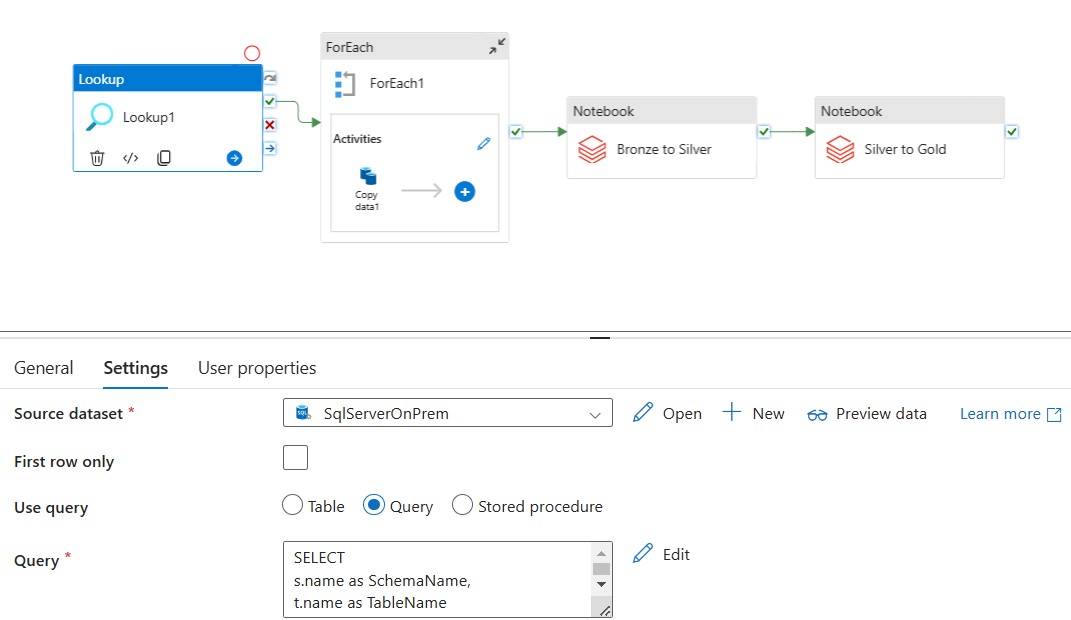 Lookup
Lookup1
ForEach
ForEach1
Activities
Copy
data1
Notebook
Bronze to Silver
Notebook
Silver to Gold
General Settings User properties
Source dataset * SQL SqlServerOnPrem Open New Preview data Learn more
First row only
Use query Table Query Stored procedure
Query * SELECT Edit
s.name as SchemaName,
t.name as TableName